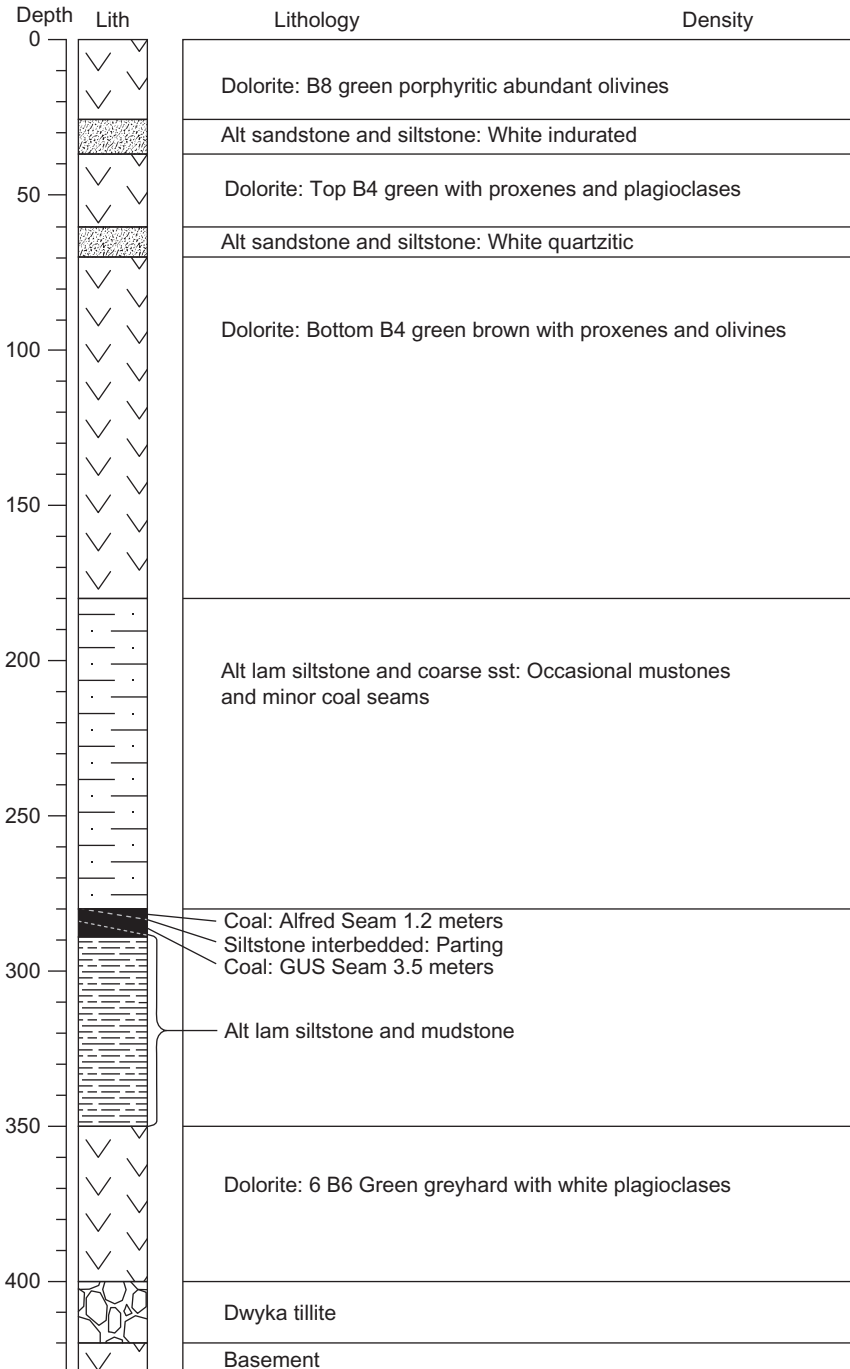 Depth Lith Lithology Density
0
Dolorite: B8 green porphyritic abundant olivines
Alt sandstone and siltstone: White indurated
50
Dolorite: Top B4 green with proxenes and plagioclases
Alt sandstone and siltstone: White quartzitic
Dolorite: Bottom B4 green brown with proxenes and olivines
100
150
200
Alt lam siltstone and coarse sst: Occasional mustones
and minor coal seams
250
Coal: Alfred Seam 1.2 meters
Siltstone interbedded: Parting
Coal: GUS Seam 3.5 meters
300
Alt lam siltstone and mudstone
350
Dolorite: 6 B6 Green greyhard with white plagioclases
400
Dwyka tillite
Basement